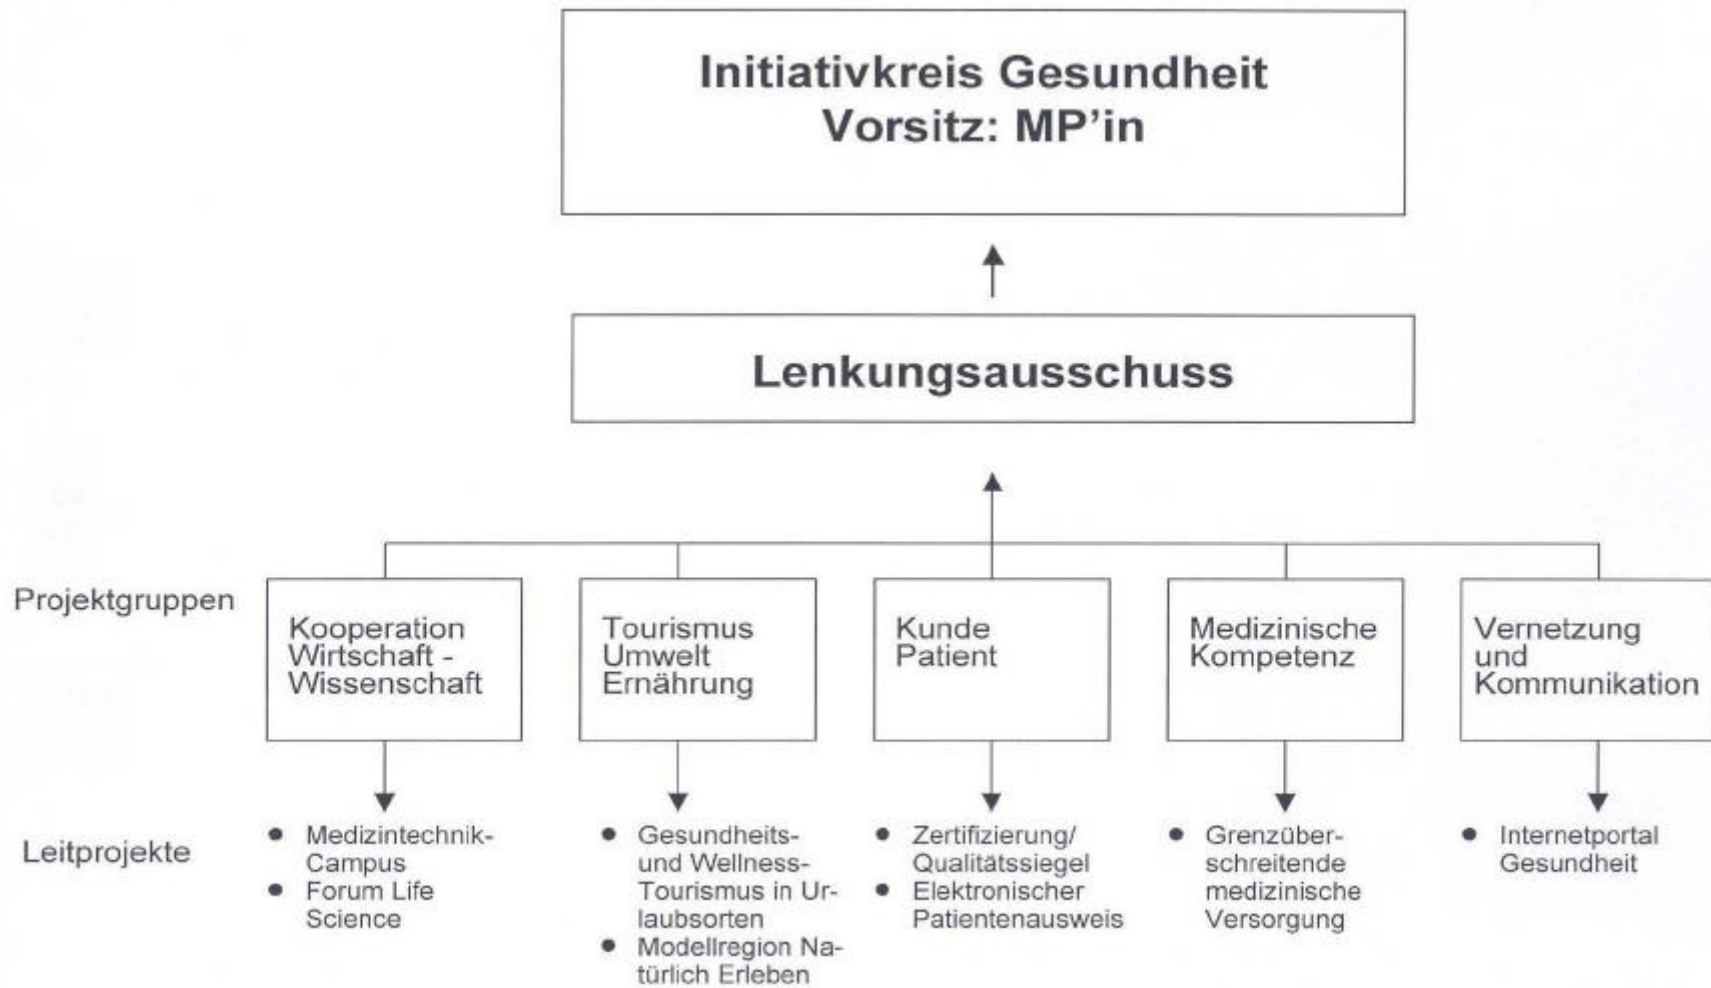 Initiativkreis Gesundheit
Vorsitz: MP’in
Lenkungsausschuss
Projektgruppen
Kooperation
Wirtschaft -
Wissenschaft
Tourismus
Umwelt
Ernährung
Kunde
Patient
Medizinische
Kompetenz
Vernetzung
und
Kommunikation
Leitprojekte
● Medizintechnik-
Campus
● Forum Life
Science
● Gesundheits-
und Wellness-
Tourismus in Ur-
laubsorten
● Modellregion Na-
türlich Erleben
● Zertifizierung/
Qualitätssiegel
● Elektronischer
Patientenausweis
● Grenzüber-
schreitende
medizinische
Versorgung
● Internetportal
Gesundheit